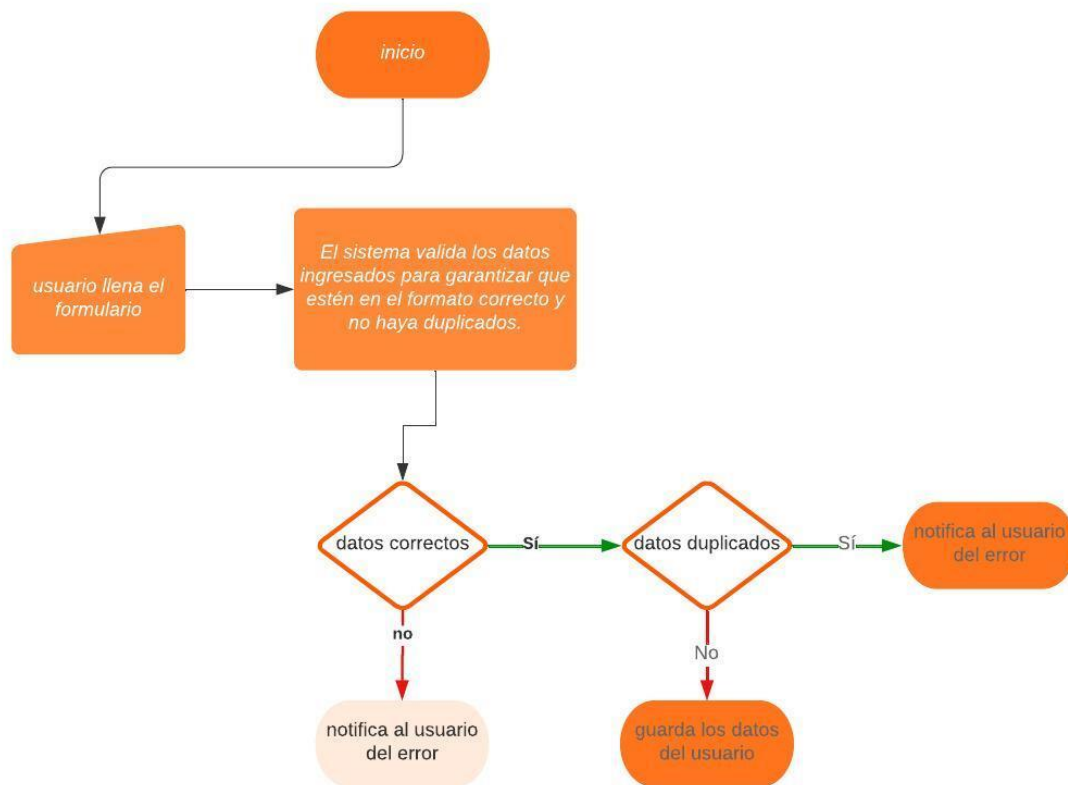 inicio
usuario llena el
formulario
El sistema valida los datos
ingresados para garantizar que
estén en el formato correcto y
no haya duplicados.
datos correctos
Sí
datos duplicados
Sí
notifica al usuario
del error
no
No
notifica al usuario
del error
guarda los datos
del usuario